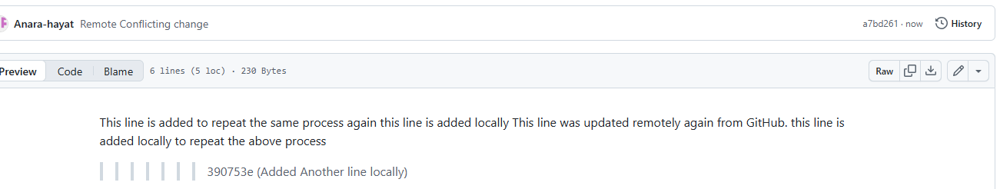 Anara-hayat Remote Conflicting change a7bd261 · now History
Preview Code Blame 6 lines (5 loc) · 230 Bytes Raw
This line is added to repeat the same process again this line is added locally This line was updated remotely again from GitHub. this line is
added locally to repeat the above process
390753e (Added Another line locally)